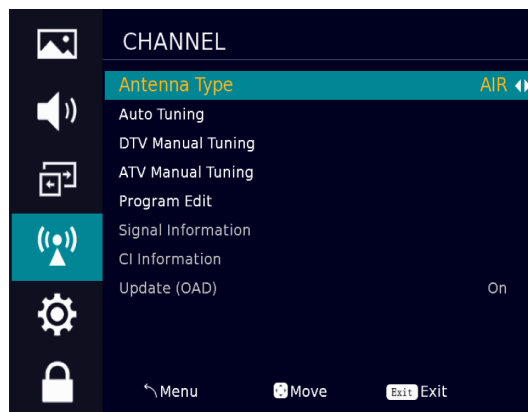 CHANNEL
Antenna Type AIR
Auto Tuning
DTV Manual Tuning
ATV Manual Tuning
Program Edit
Signal Information
CI Information
Update (OAD) On
Menu Move Exit Exit